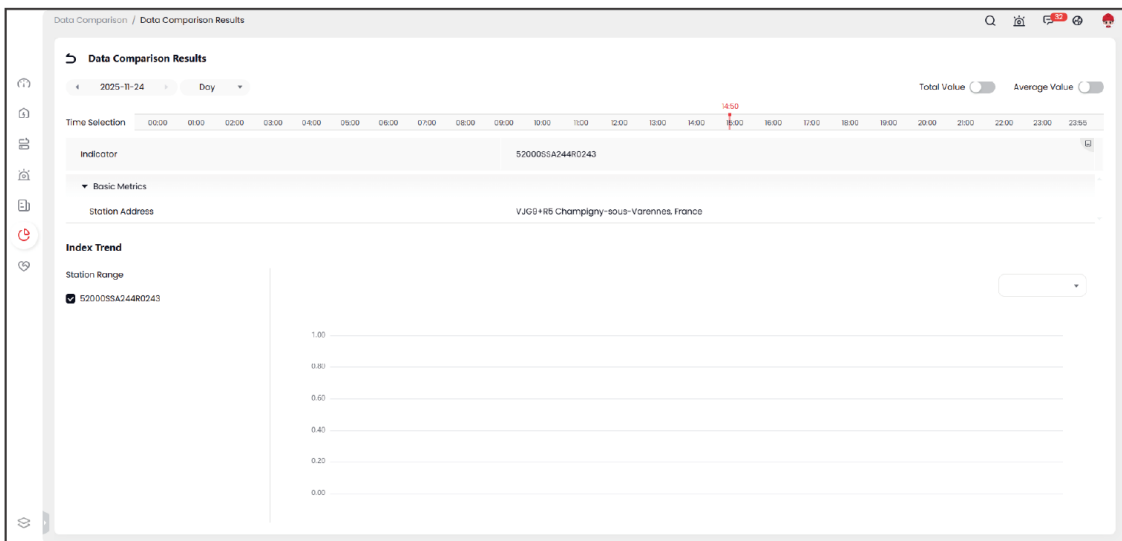 Data Comparison / Data Comparison Results
32
Data Comparison Results
2025-11-24 Day
Total Value Average Value
14:50
Time Selection 00:00 01:00 02:00 03:00 04:00 05:00 06:00 07:00 08:00 09:00 10:00 11:00 12:00 13:00 14:00 15:00 16:00 17:00 18:00 19:00 20:00 21:00 22:00 23:00 23:55
Indicator 52000SSA244R0243
Basic Metrics
Station Address VJG9+R5 Champigny-sous-Varennes, France
Index Trend
Station Range
52000SSA244R0243
1.00
0.80
0.60
0.40
0.20
0.00